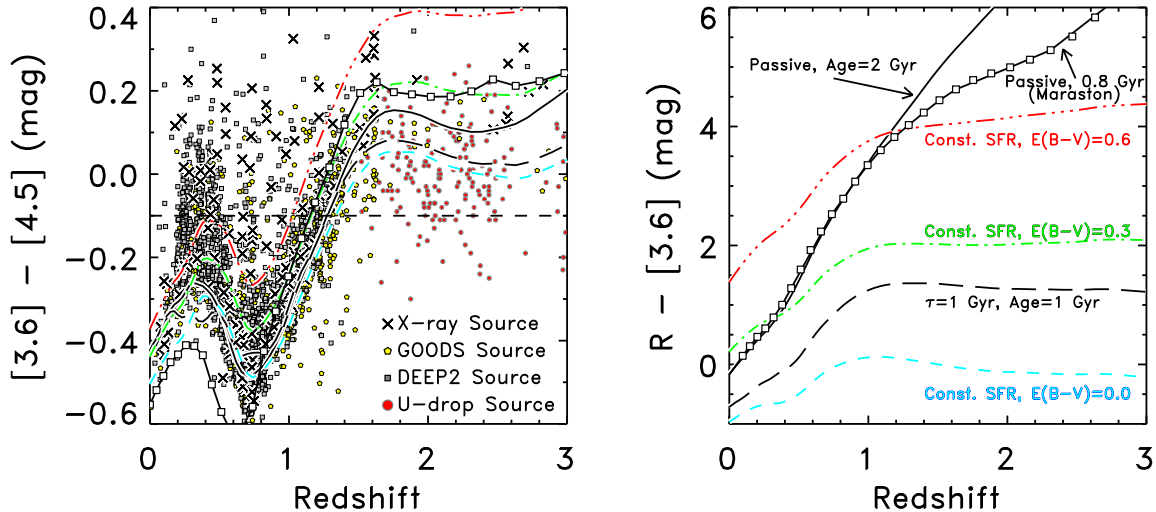 0.4
0.2
0.0
−0.2
−0.4
−0.6
[3.6] − [4.5] (mag)
X-ray Source
GOODS Source
DEEP2 Source
U-drop Source
0 1 2 3
Redshift
6
4
2
0
R − [3.6] (mag)
Passive, Age=2 Gyr
Passive, 0.8 Gyr
(Maraston)
Const. SFR, E(B-V)=0.6
Const. SFR, E(B-V)=0.3
τ=1 Gyr, Age=1 Gyr
Const. SFR, E(B-V)=0.0
0 1 2 3
Redshift